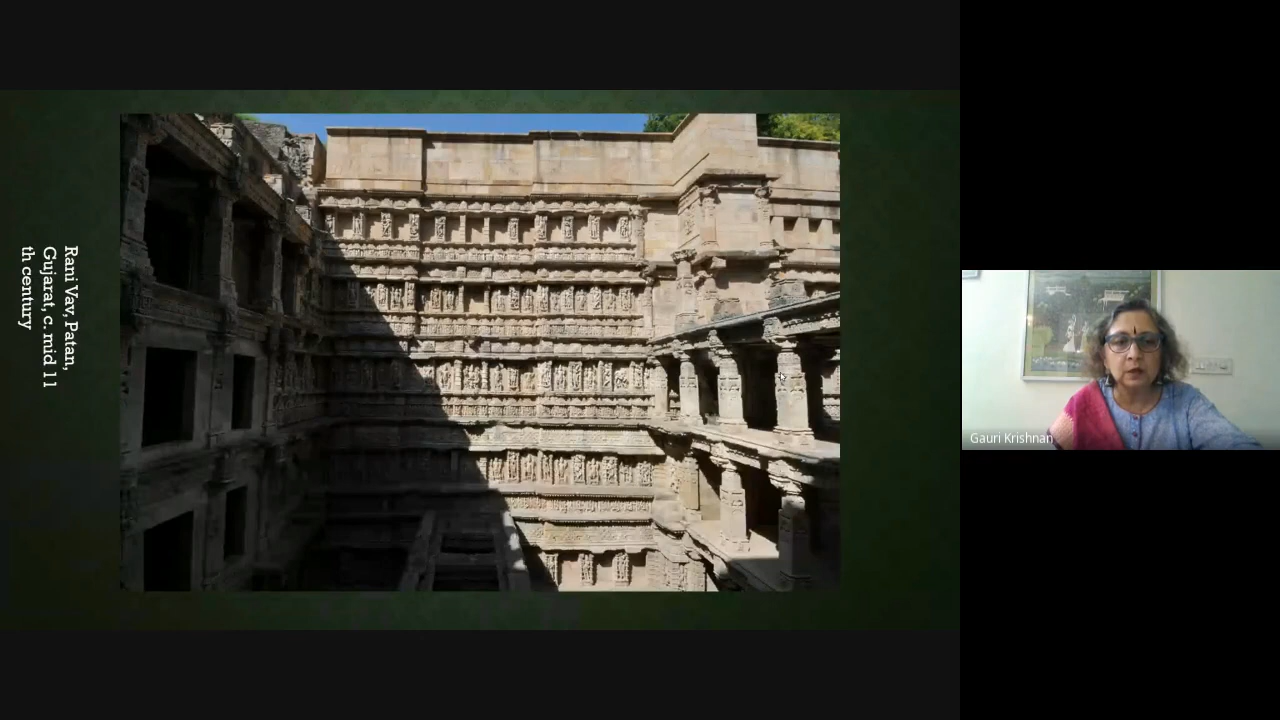 Rani Vav, Patan,
Gujarat, c. mid 11
th century
Gauri Krishnan